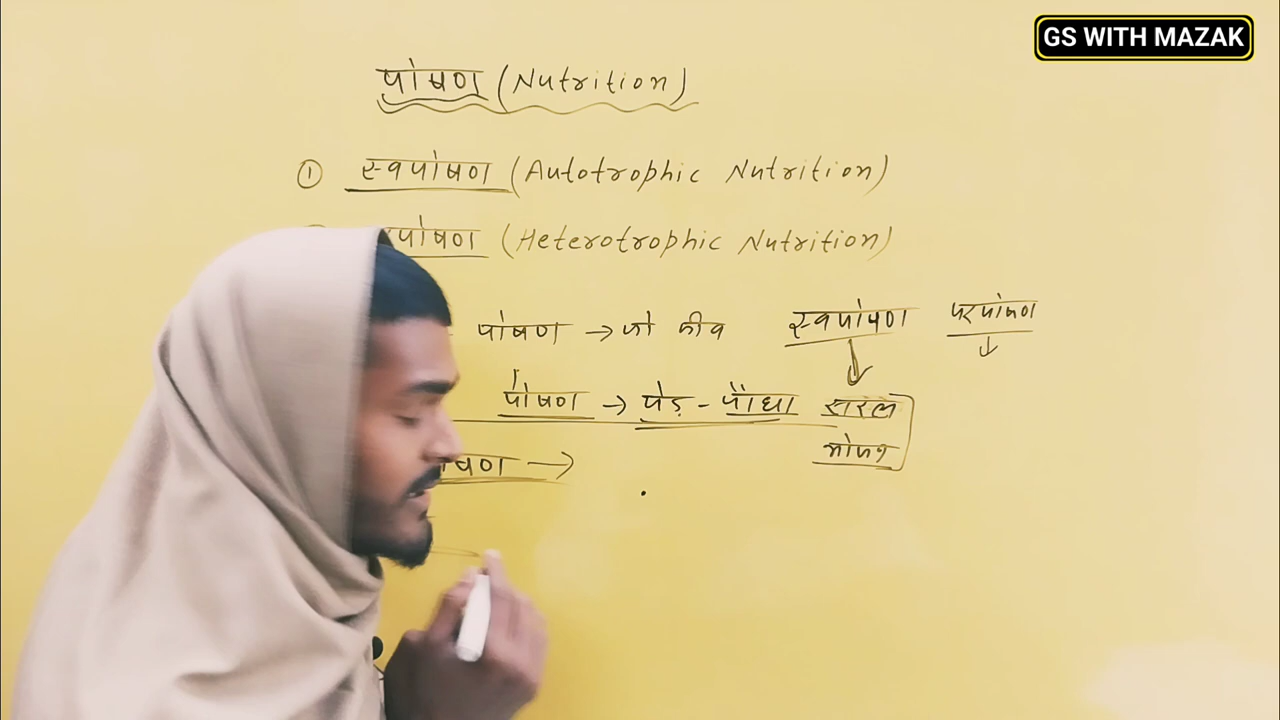 GS WITH MAZAK
पोषण (Nutrition)
① स्वपोषण (Autotrophic Nutrition)
पोषण (Heterotrophic Nutrition)
पोषण → जो जीव स्वपोषण परपोषण
पोषण → पेड़ - पौधा सरल
षण → भोजन